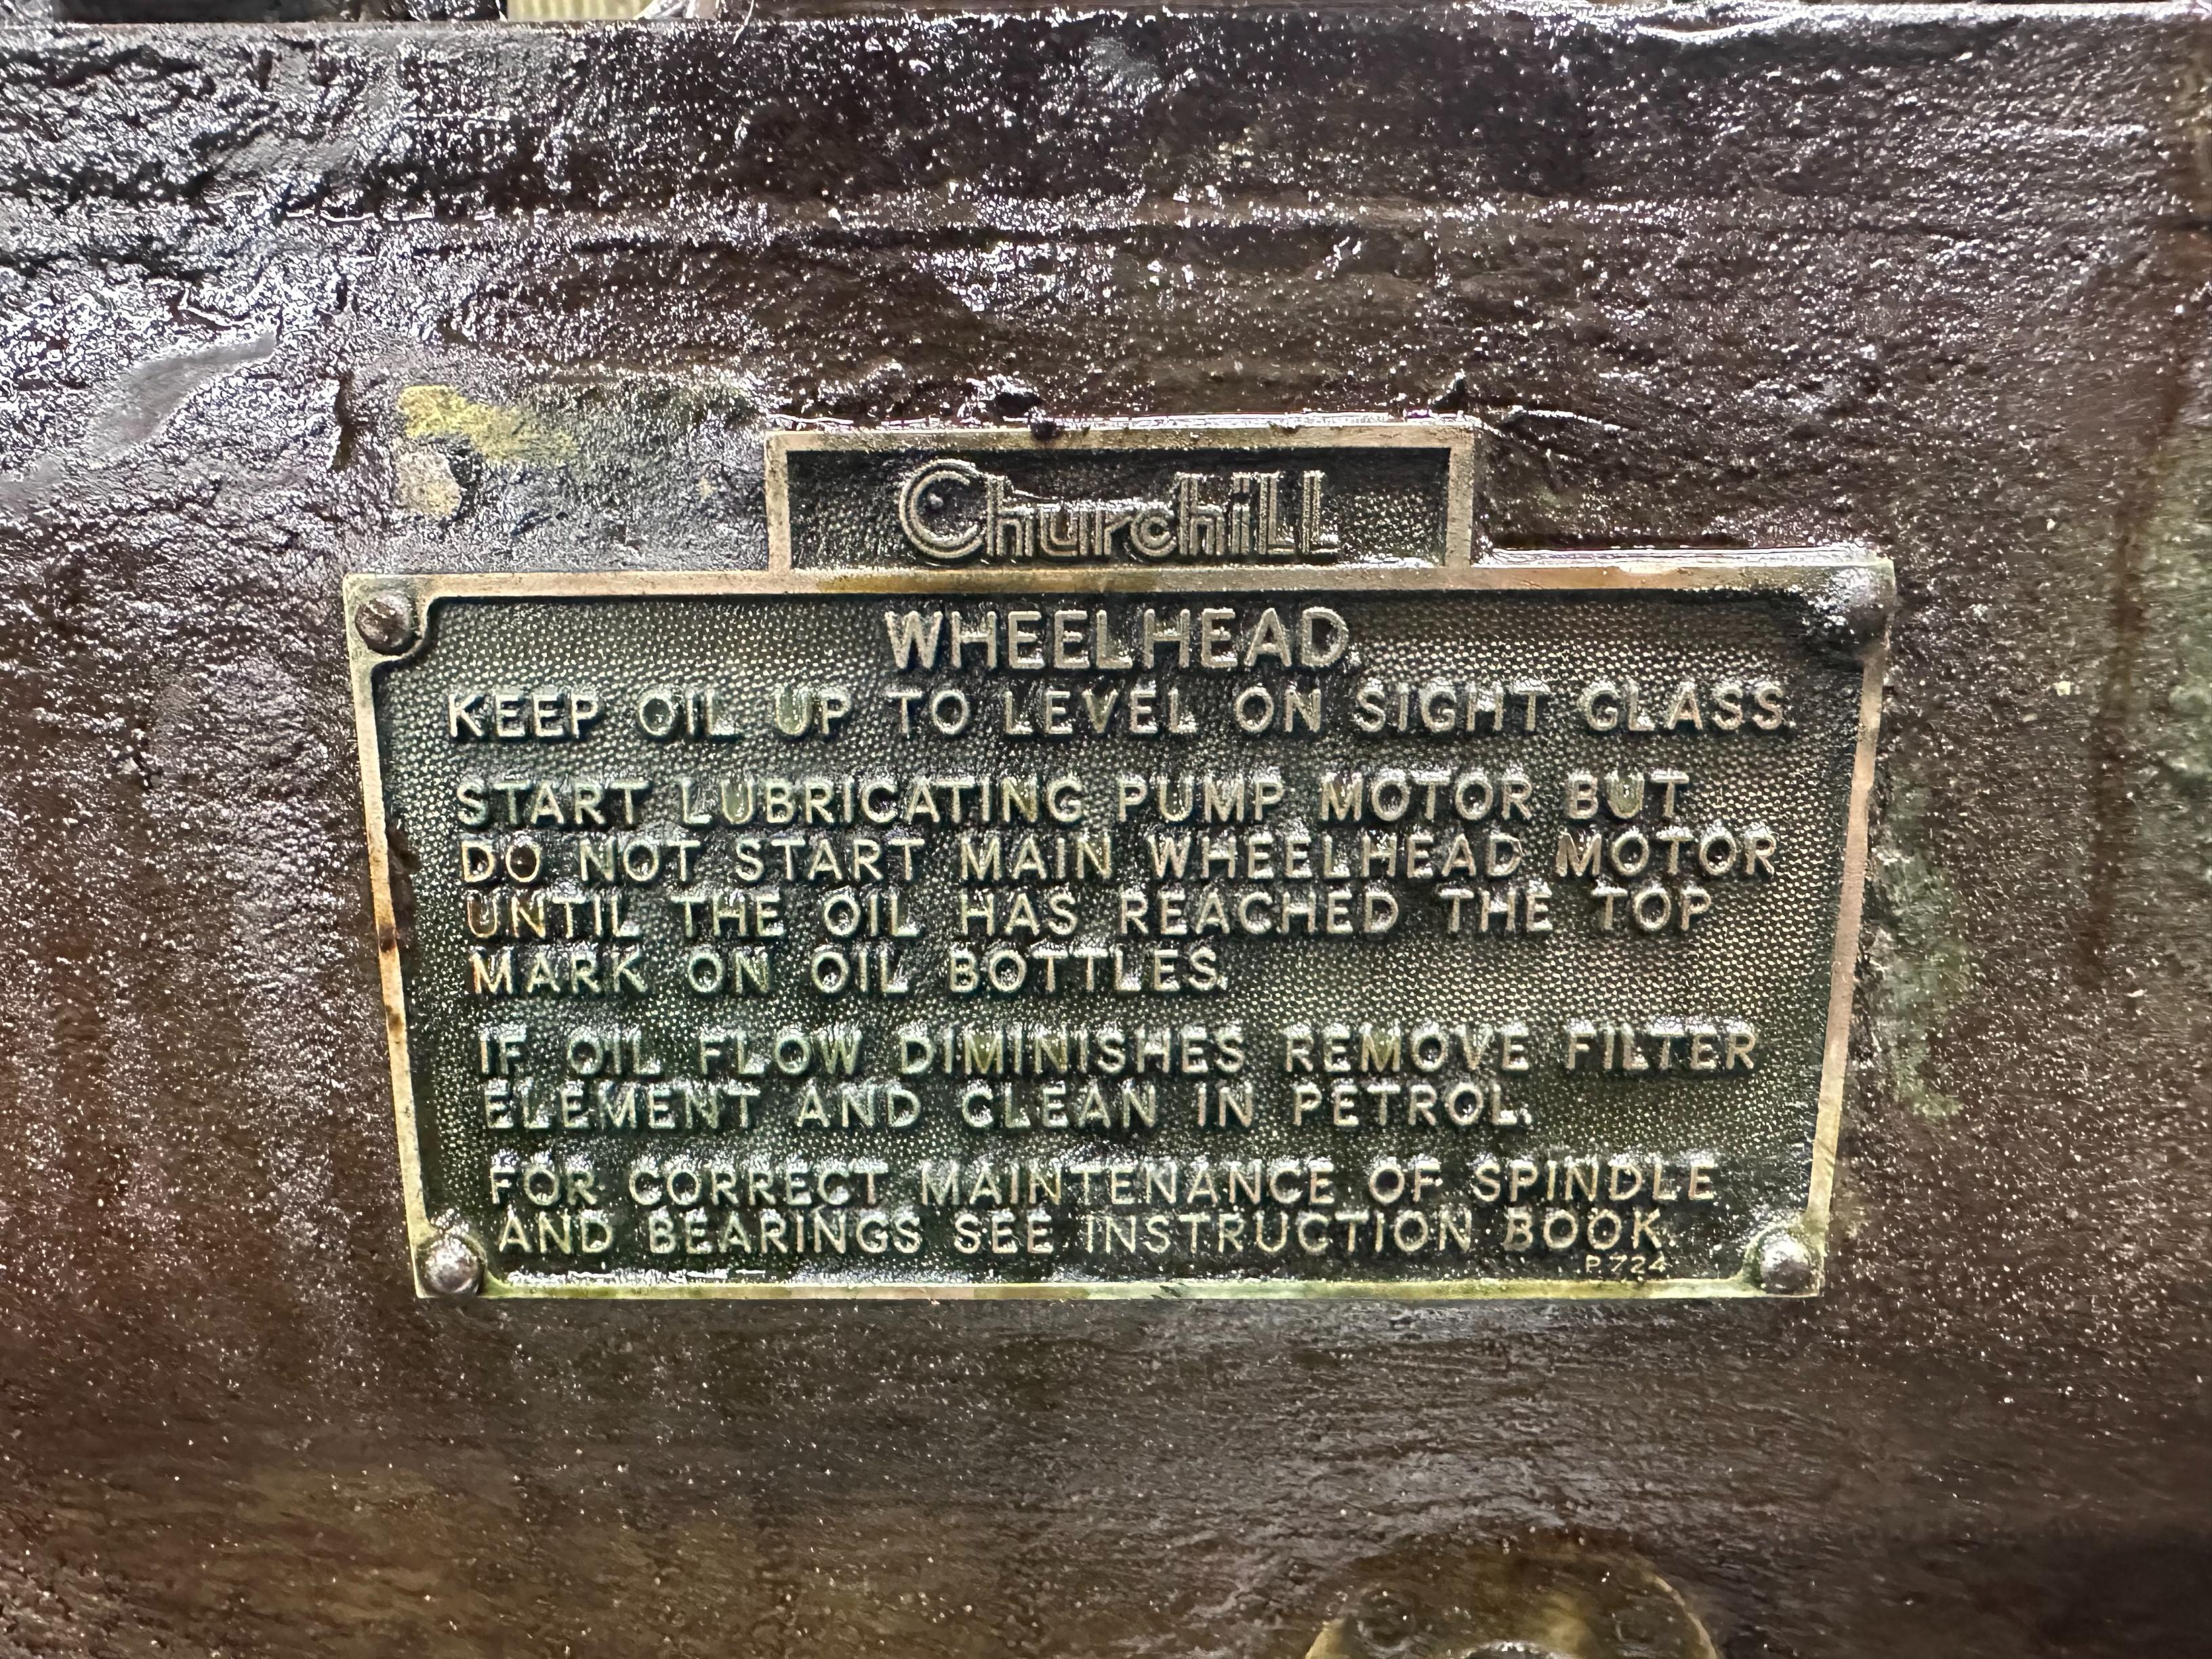 Churchill
WHEELHEAD.
KEEP OIL UP TO LEVEL ON SIGHT GLASS.
START LUBRICATING PUMP MOTOR BUT
DO NOT START MAIN WHEELHEAD MOTOR
UNTIL THE OIL HAS REACHED THE TOP
MARK ON OIL BOTTLES.
IF OIL FLOW DIMINISHES REMOVE FILTER
ELEMENT AND CLEAN IN PETROL.
FOR CORRECT MAINTENANCE OF SPINDLE
AND BEARINGS SEE INSTRUCTION BOOK.
P.724